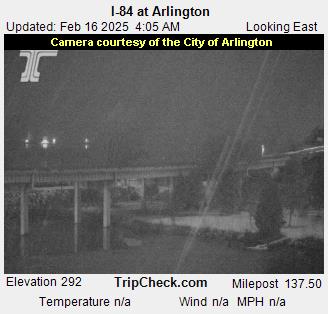 I-84 at Arlington
Updated: Feb 16 2025 4:05 AM Looking East
Camera courtesy of the City of Arlington
Elevation 292 TripCheck.com Milepost 137.50
Temperature n/a Wind n/a MPH n/a